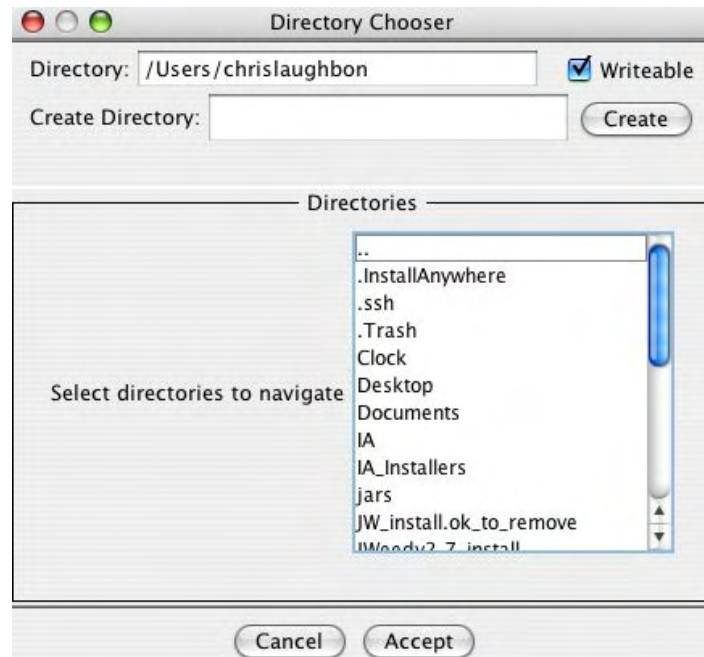 Directory Chooser
Directory: /Users/chrislaughbon Writeable
Create Directory: Create
Directories
..
.InstallAnywhere
.ssh
.Trash
Clock
Desktop
Select directories to navigate
Documents
IA
IA_Installers
jars
JW_install.ok_to_remove
Cancel Accept